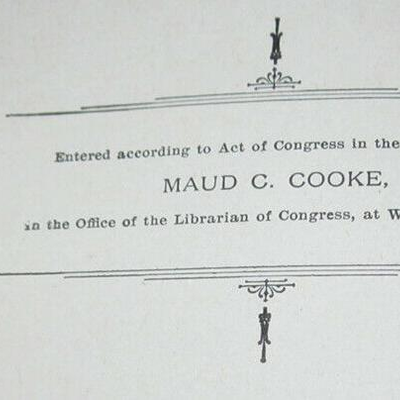 Entered according to Act of Congress in the
MAUD C. COOKE,
in the Office of the Librarian of Congress, at W